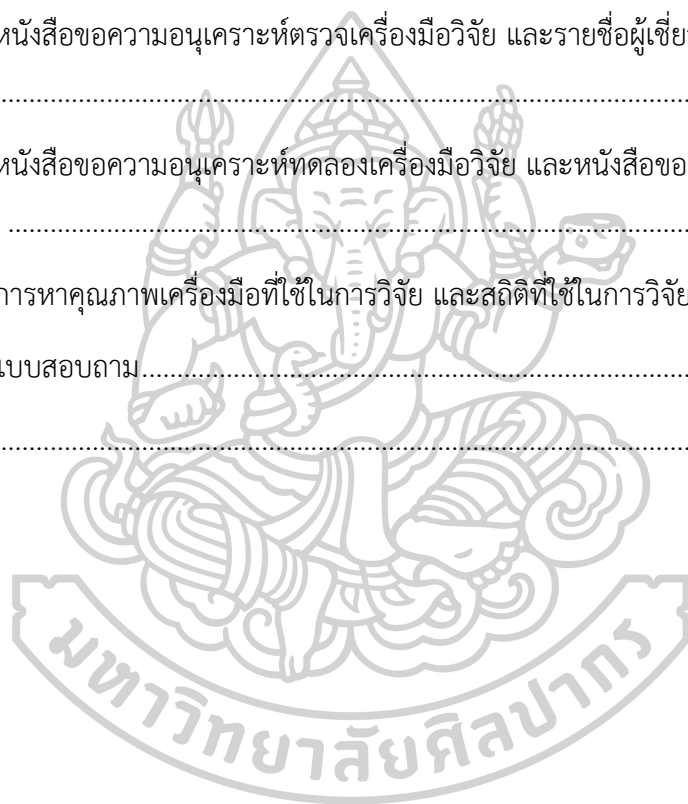 หนังสือขอความอนุเคราะห์ตรวจเครื่องมือวิจัย และรายชื่อผู้เชี่ย
................................................................................
หนังสือขอความอนุเคราะห์ทดลองเครื่องมือวิจัย และหนังสือขอ
................................................................................
การหาคุณภาพเครื่องมือที่ใช้ในการวิจัย และสถิติที่ใช้ในการวิจัย
แบบสอบถาม................................................................
................................................................................
มหาวิทยาลัยศิลปากร